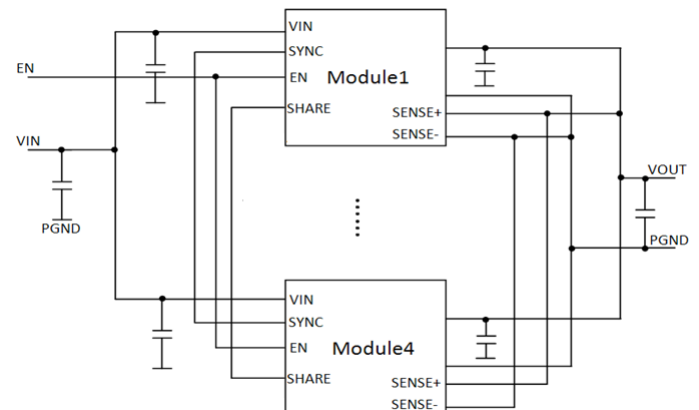 VIN
SYNC
EN
EN
Module1
SHARE
SENSE+
SENSE-
VIN
PGND
VOUT
PGND
VIN
SYNC
EN
Module4
SHARE
SENSE+
SENSE-